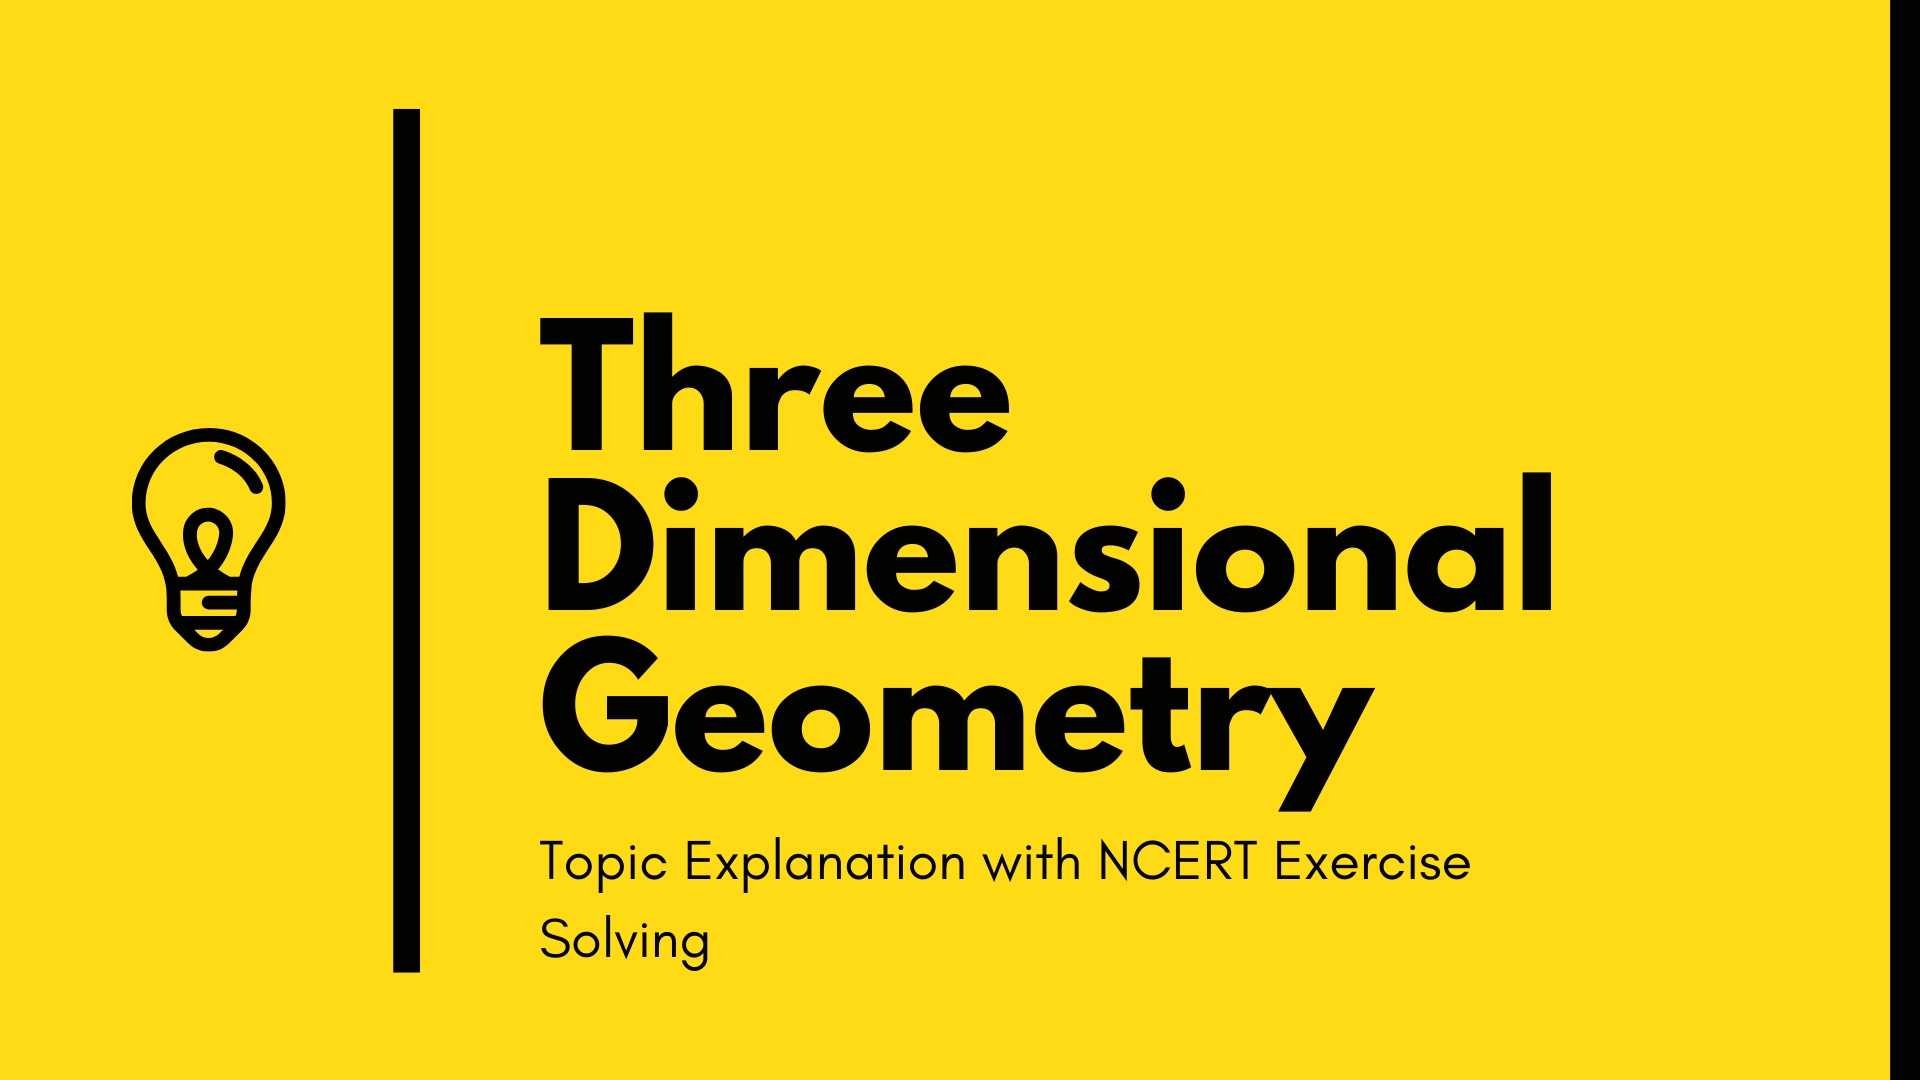 Three
Dimensional
Geometry
Topic Explanation with NCERT Exercise
Solving